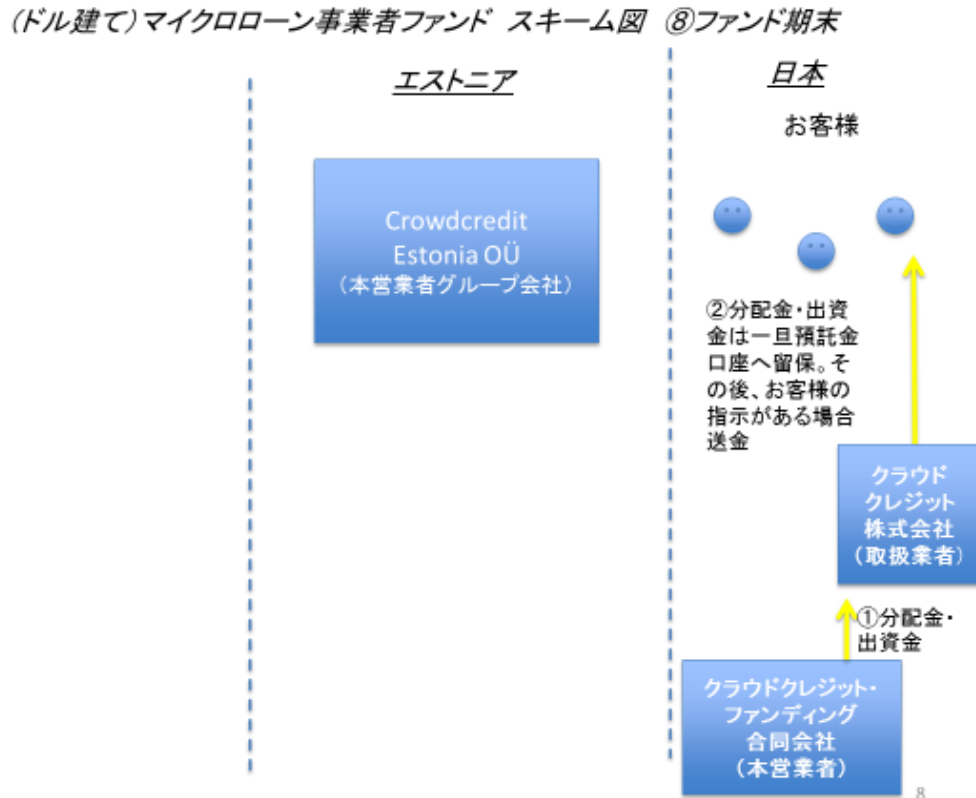 (ドル建て)マイクロローン事業者ファンド スキーム図 ⑧ファンド期末
エストニア
日本
お客様
Crowdcredit
Estonia OÜ
(本営業者グループ会社)
②分配金・出資
金は一旦預託金
口座へ留保。そ
の後、お客様の
指示がある場合
送金
クラウド
クレジット
株式会社
(取扱業者)
①分配金・
出資金
クラウドクレジット・
ファンディング
合同会社
(本営業者)
8